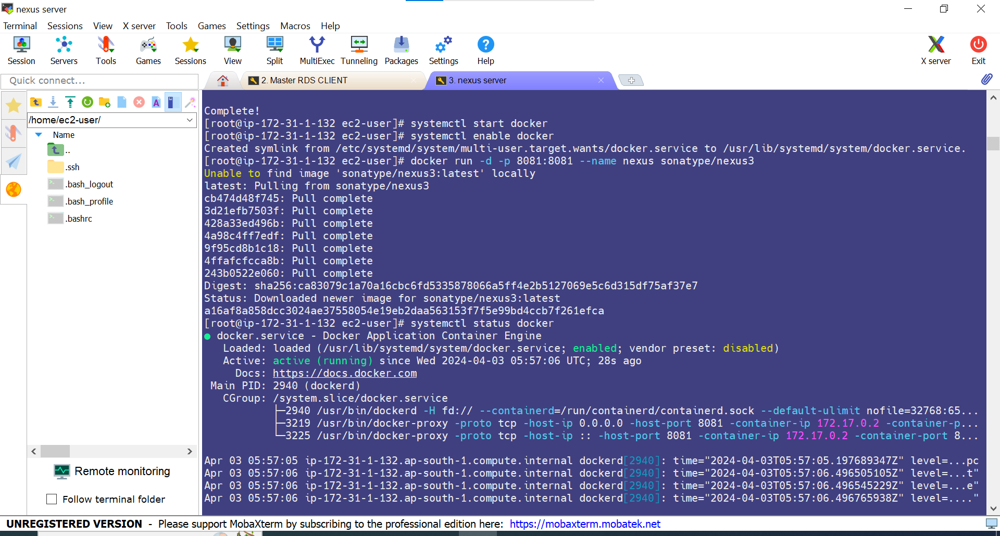 nexus server
Terminal Sessions View X server Tools Games Settings Macros Help
Session Servers Tools Games Sessions View Split MultiExec Tunneling Packages Settings Help X server Exit
Quick connect...
2. Master RDS CLIENT
3. nexus server
/home/ec2-user/
Name
..
.ssh
.bash_logout
.bash_profile
.bashrc
Remote monitoring
Follow terminal folder
Complete!
[root@ip-172-31-1-132 ec2-user]# systemctl start docker
[root@ip-172-31-1-132 ec2-user]# systemctl enable docker
Created symlink from /etc/systemd/system/multi-user.target.wants/docker.service to /usr/lib/systemd/system/docker.service.
[root@ip-172-31-1-132 ec2-user]# docker run -d -p 8081:8081 --name nexus sonatype/nexus3
Unable to find image 'sonatype/nexus3:latest' locally
latest: Pulling from sonatype/nexus3
cb474d48f745: Pull complete
3d21efb7503f: Pull complete
428a33ed496b: Pull complete
4a98c4ff7edf: Pull complete
9f95cd8b1c18: Pull complete
4ffafcfcca8b: Pull complete
243b0522e060: Pull complete
Digest: sha256:ca83079c1a70a16cbc6fd5335878066a5ff4e2b5127069e5c6d315df75af37e7
Status: Downloaded newer image for sonatype/nexus3:latest
a16af8a858dcc3024ae37558054e19eb2daa563153f7f5e99bd4ccb7f261efca
[root@ip-172-31-1-132 ec2-user]# systemctl status docker
● docker.service - Docker Application Container Engine
Loaded: loaded (/usr/lib/systemd/system/docker.service; enabled; vendor preset: disabled)
Active: active (running) since Wed 2024-04-03 05:57:06 UTC; 28s ago
Docs: https://docs.docker.com
Main PID: 2940 (dockerd)
CGroup: /system.slice/docker.service
├─2940 /usr/bin/dockerd -H fd:// --containerd=/run/containerd/containerd.sock --default-ulimit nofile=32768:65...
├─3219 /usr/bin/docker-proxy -proto tcp -host-ip 0.0.0.0 -host-port 8081 -container-ip 172.17.0.2 -container-p...
└─3225 /usr/bin/docker-proxy -proto tcp -host-ip :: -host-port 8081 -container-ip 172.17.0.2 -container-port 8...
Apr 03 05:57:05 ip-172-31-1-132.ap-south-1.compute.internal dockerd[2940]: time="2024-04-03T05:57:05.197689347Z" level=...pc
Apr 03 05:57:06 ip-172-31-1-132.ap-south-1.compute.internal dockerd[2940]: time="2024-04-03T05:57:06.496505105Z" level=...t"
Apr 03 05:57:06 ip-172-31-1-132.ap-south-1.compute.internal dockerd[2940]: time="2024-04-03T05:57:06.496545229Z" level=...e"
Apr 03 05:57:06 ip-172-31-1-132.ap-south-1.compute.internal dockerd[2940]: time="2024-04-03T05:57:06.496765938Z" level=...."
UNREGISTERED VERSION - Please support MobaXterm by subscribing to the professional edition here: https://mobaxterm.mobatek.net